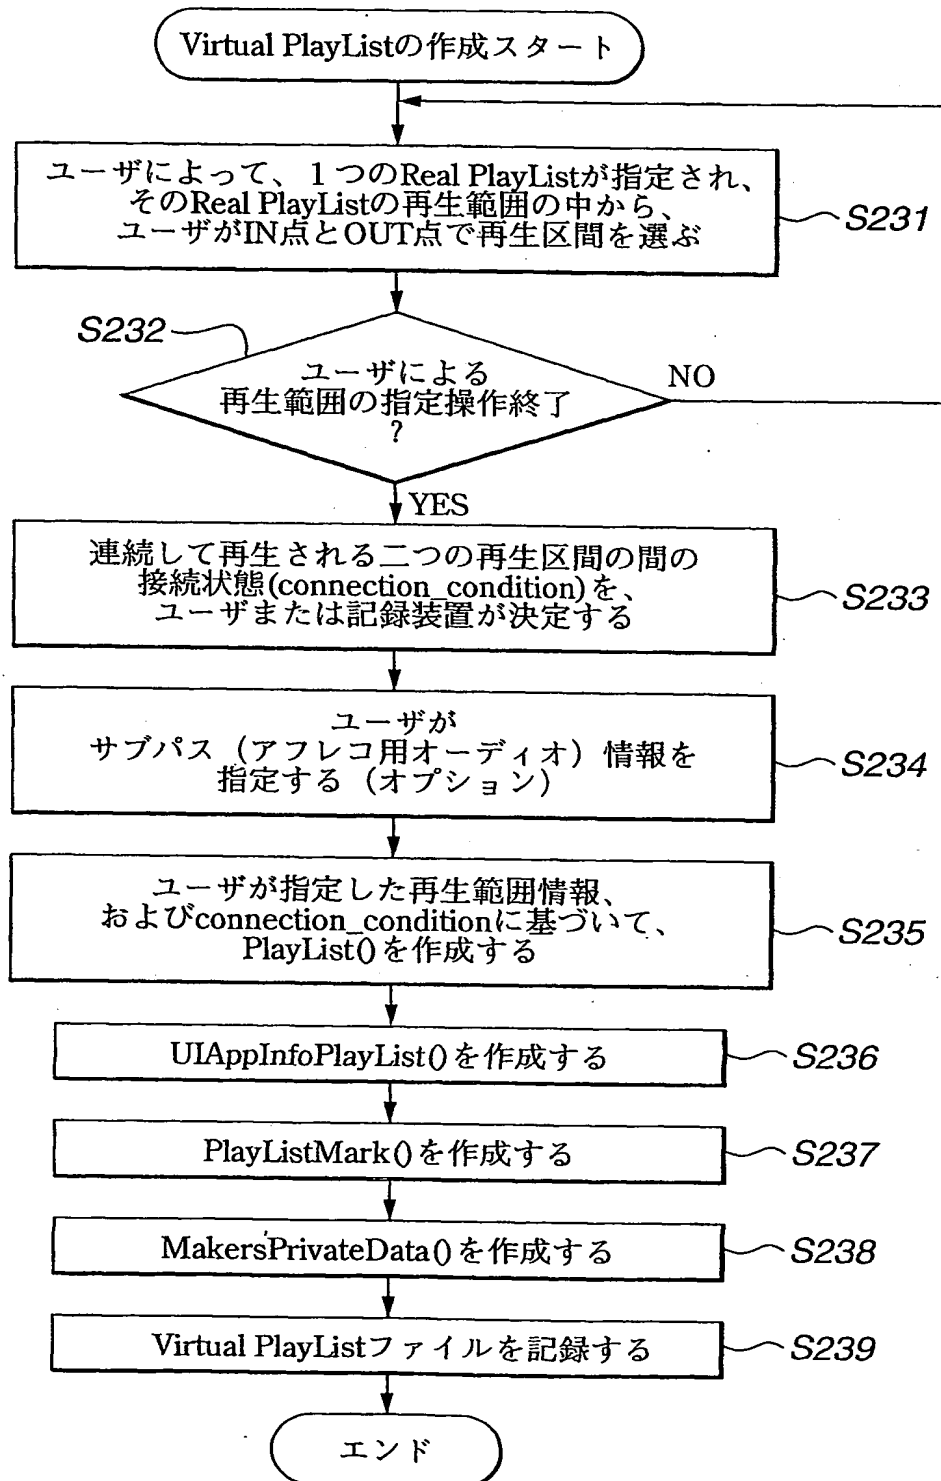 Virtual PlayListの作成スタート
ユーザによって、1つのReal PlayListが指定され、
そのReal PlayListの再生範囲の中から、
ユーザがIN点とOUT点で再生区間を選ぶ
S231
S232
ユーザによる
再生範囲の指定操作終了
?
NO
YES
連続して再生される二つの再生区間の間の
接続状態(connection_condition)を、
ユーザまたは記録装置が決定する
S233
ユーザが
サブパス（アフレコ用オーディオ）情報を
指定する（オプション）
S234
ユーザが指定した再生範囲情報、
およびconnection_conditionに基づいて、
PlayList()を作成する
S235
UIAppInfoPlayList()を作成する
S236
PlayListMark()を作成する
S237
Makers'PrivateData()を作成する
S238
Virtual PlayListファイルを記録する
S239
エンド